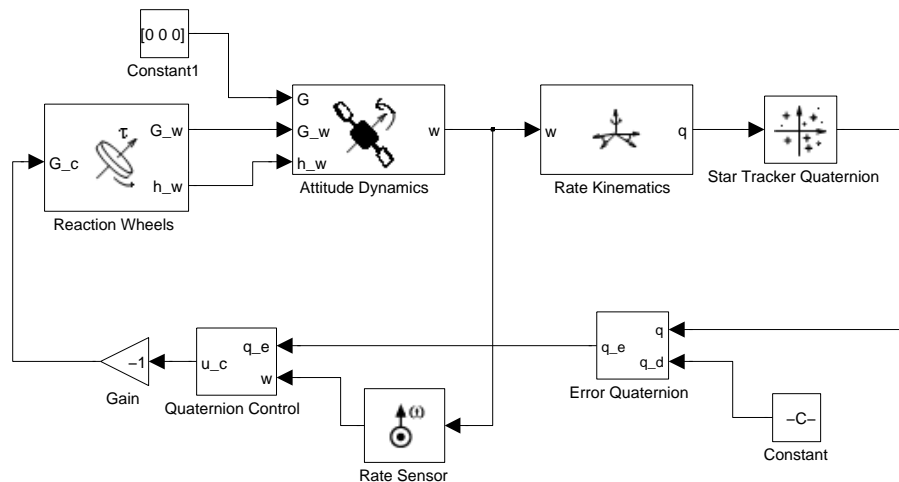 [0 0 0]
Constant1
G_c
τ
G_w
h_w
Reaction Wheels
G
G_w
h_w
w
Attitude Dynamics
w
q
Rate Kinematics
Star Tracker Quaternion
−1
Gain
u_c
q_e
w
Quaternion Control
ω
Rate Sensor
q_e
q
q_d
Error Quaternion
−C−
Constant